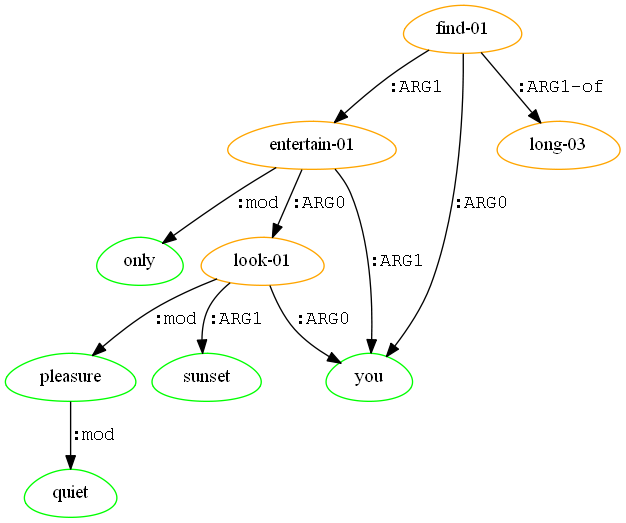 find-01
:ARG1
:ARG1-of
entertain-01
long-03
:mod
:ARG0
:ARG0
only
look-01
:ARG1
:mod
:ARG1
:ARG0
pleasure
sunset
you
:mod
quiet